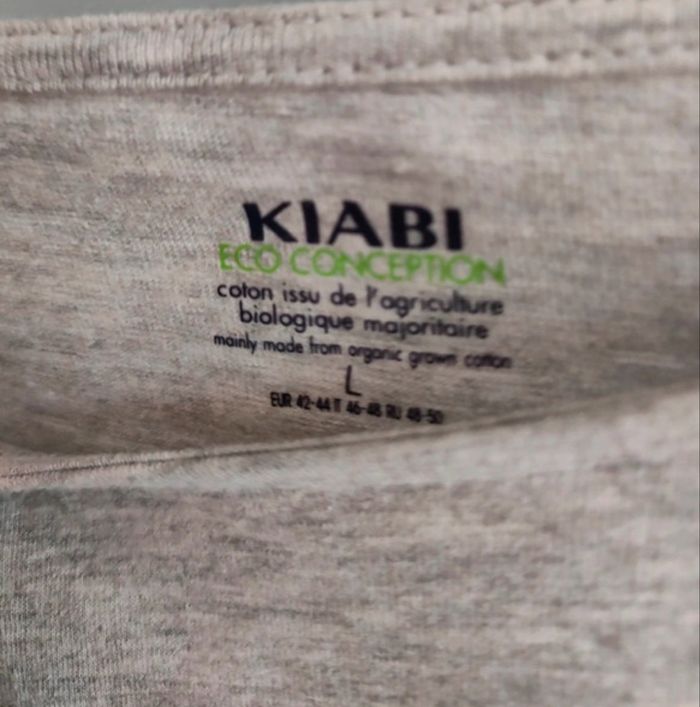 KIABI
ECO CONCEPTION
coton issu de l'agriculture
biologique majoritaire
mainly made from organic grown cotton
L
EUR 42-44 IT 46-48 RU 48-50